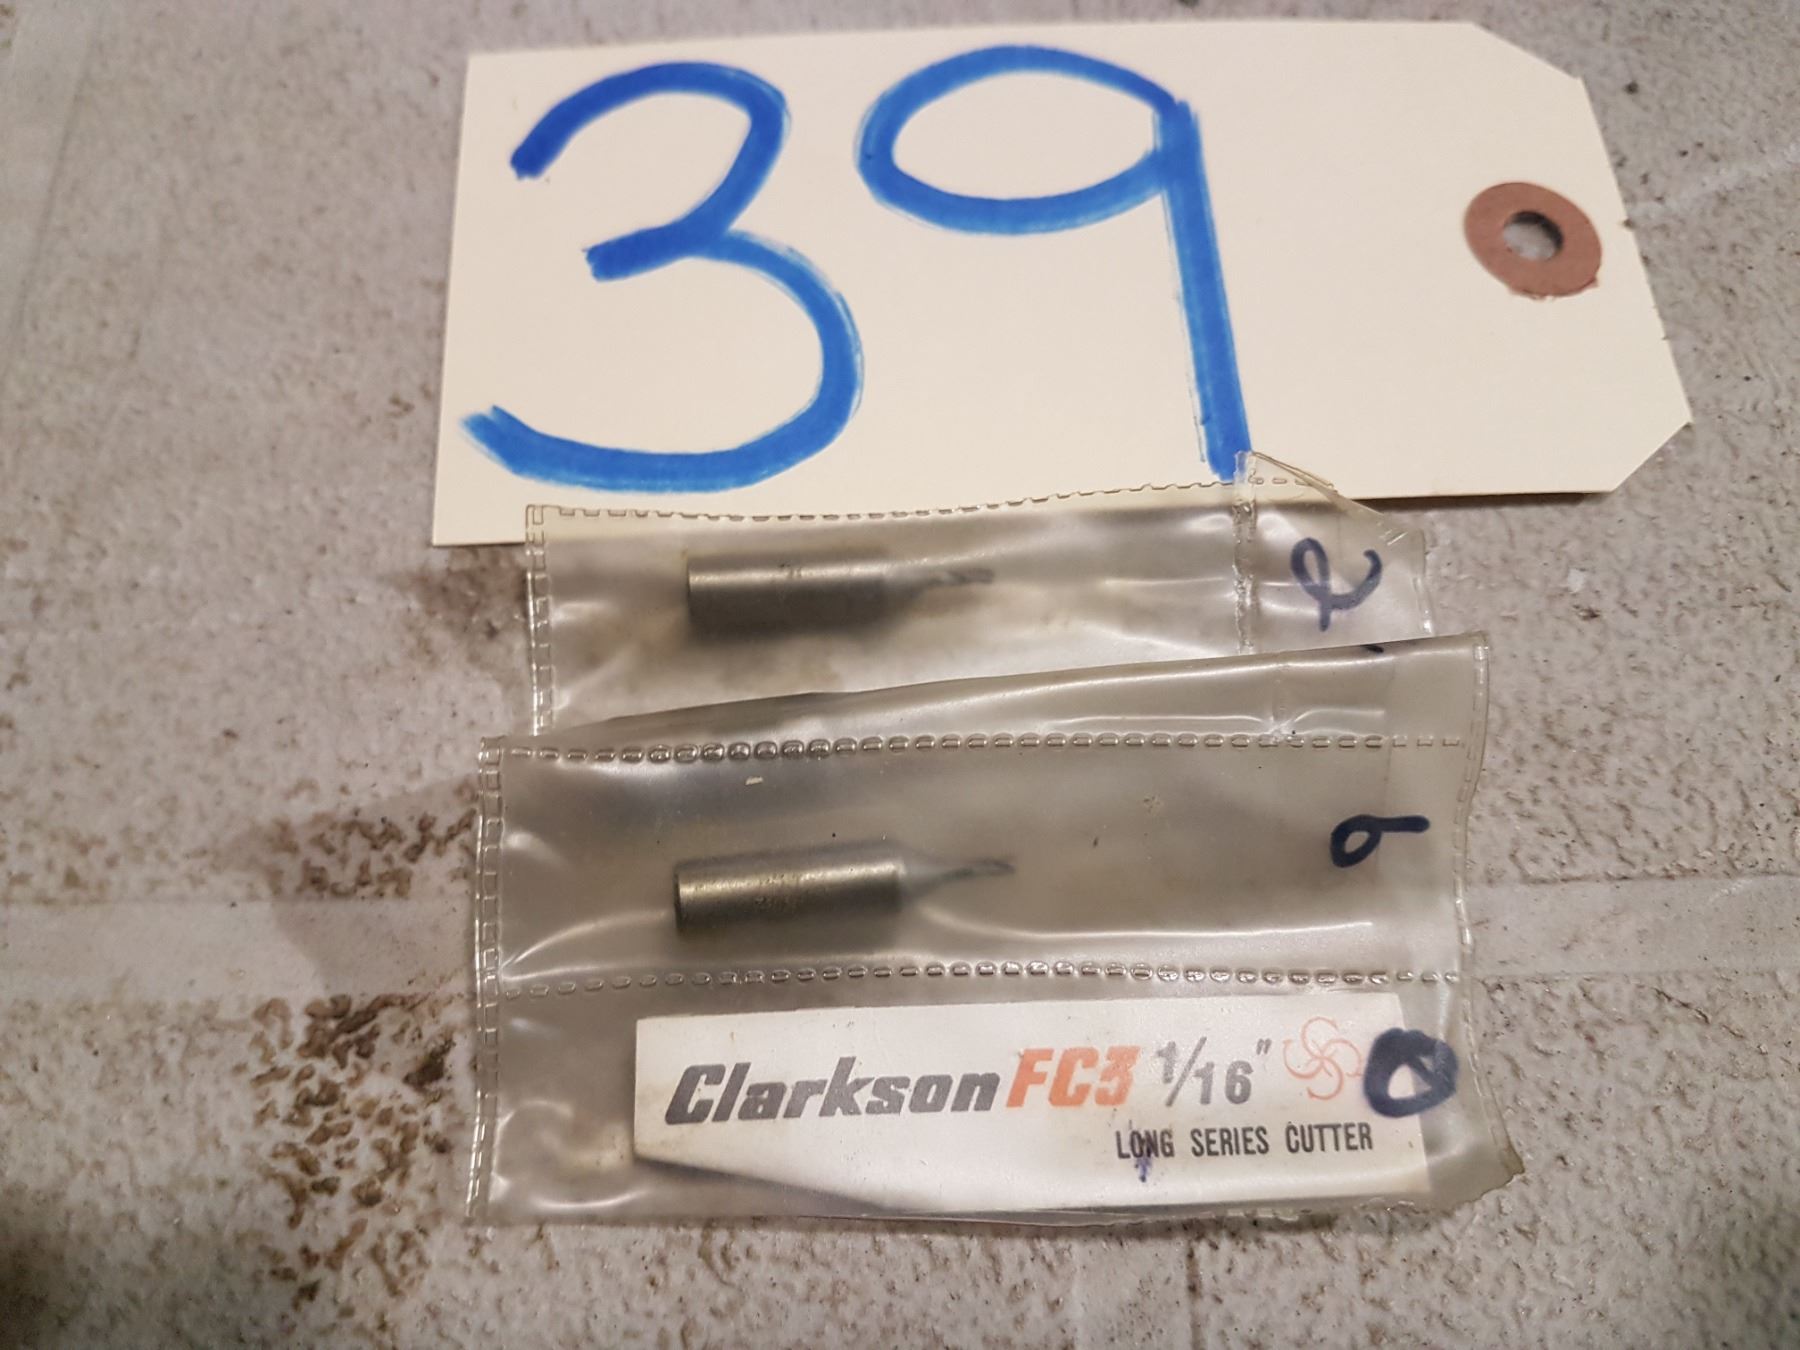 39
Clarkson FC3 1/16"
LONG SERIES CUTTER